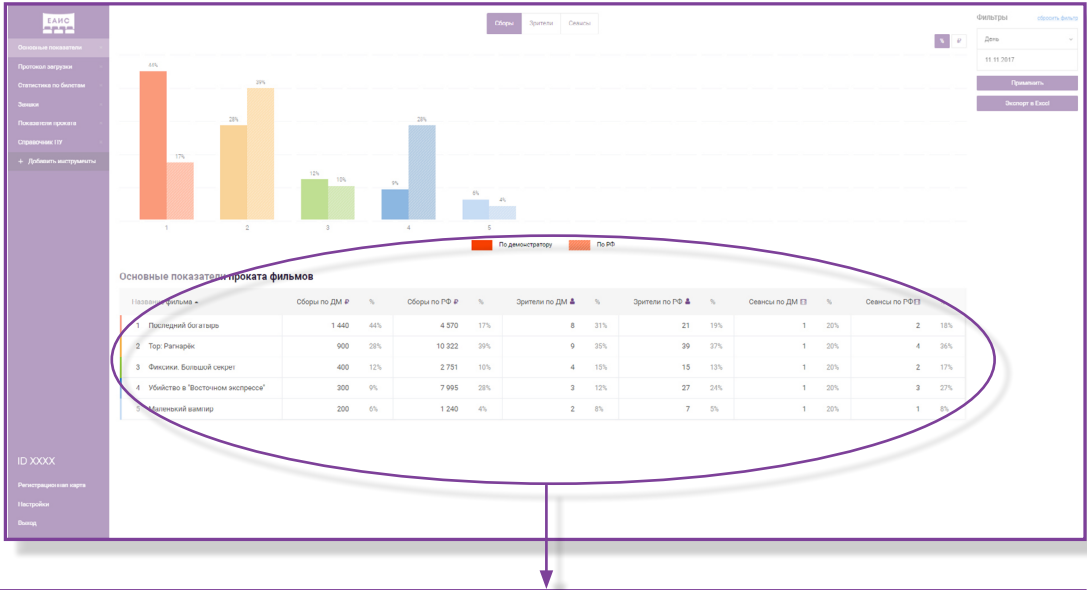 ЕАИС
Основные показатели
Протокол загрузки
Статистика по билетам
Заявки
Показатели проката
Справочник ПУ
+ Добавить инструменты
ID XXXX
Регистрационная карта
Настройки
Выход
Сборы Зрители Сеансы
% ₽
44% 17% 28% 39% 12% 10% 9% 28% 6% 4%
1 2 3 4 5
По демонстратору По РФ
Основные показатели проката фильмов
Название фильма Сборы по ДМ ₽ % Сборы по РФ ₽ % Зрители по ДМ % Зрители по РФ % Сеансы по ДМ % Сеансы по РФ
1 Последний богатырь 1 440 44% 4 570 17% 8 31% 21 19% 1 20% 2 18%
2 Тор: Рагнарёк 900 28% 10 322 39% 9 35% 39 37% 1 20% 4 36%
3 Фиксики. Большой секрет 400 12% 2 751 10% 4 15% 15 13% 1 20% 2 17%
4 Убийство в "Восточном экспрессе" 300 9% 7 995 28% 3 12% 27 24% 1 20% 3 27%
5 Маленький вампир 200 6% 1 240 4% 2 8% 7 5% 1 20% 1 8%
Фильтры сбросить фильтр
День
11.11.2017
Применить
Экспорт в Excel